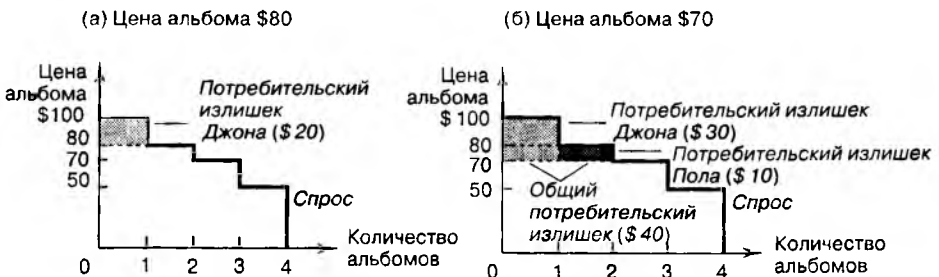 (а) Цена альбома $80
Цена
альбома
$ 100
80
70
50
Потребительский
излишек
Джона ($ 20)
Спрос
0
1
2
3
4
Количество
альбомов
(б) Цена альбома $70
Цена
альбома
$ 100
80
70
50
Потребительский излишек
Джона ($ 30)
Потребительский излишек
Пола ($ 10)
Общий
потребительский
излишек ($ 40)
Спрос
0
1
2
3
4
Количество
альбомов